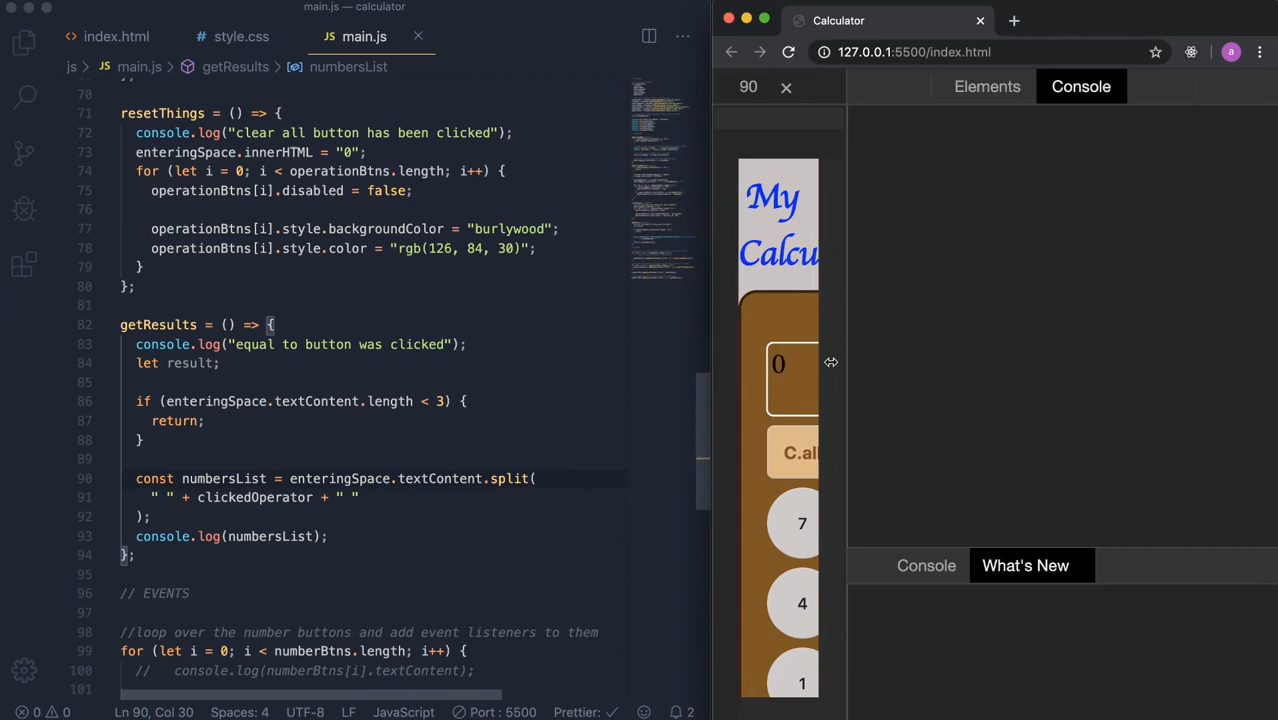 main.js — calculator
index.html
style.css
JS main.js
js > JS main.js > getResults > numbersList
70
71 resetThings = () => {
72 console.log("clear all button has been clicked");
73 enteringSpace.innerHTML = "0";
74 for (let i = 0; i < operationBtns.length; i++) {
75 operationBtns[i].disabled = false;
76
77 operationBtns[i].style.backgroundColor = "burlywood";
78 operationBtns[i].style.color = "rgb(126, 84, 30)";
79 }
80 };
81
82 getResults = () => {
83 console.log("equal to button was clicked");
84 let result;
85
86 if (enteringSpace.textContent.length < 3) {
87 return;
88 }
89
90 const numbersList = enteringSpace.textContent.split(
91 " " + clickedOperator + " "
92 );
93 console.log(numbersList);
94 };
95
96 // EVENTS
97
98 //loop over the number buttons and add event listeners to them
99 for (let i = 0; i < numberBtns.length; i++) {
100 // console.log(numberBtns[i].textContent);
101
0 0 Ln 90, Col 30 Spaces: 4 UTF-8 LF JavaScript Port : 5500 Prettier: ✓ 2
Calculator
127.0.0.1:5500/index.html
a
90
Elements Console
My
Calcu
0
C.al
7
4
1
Console What's New